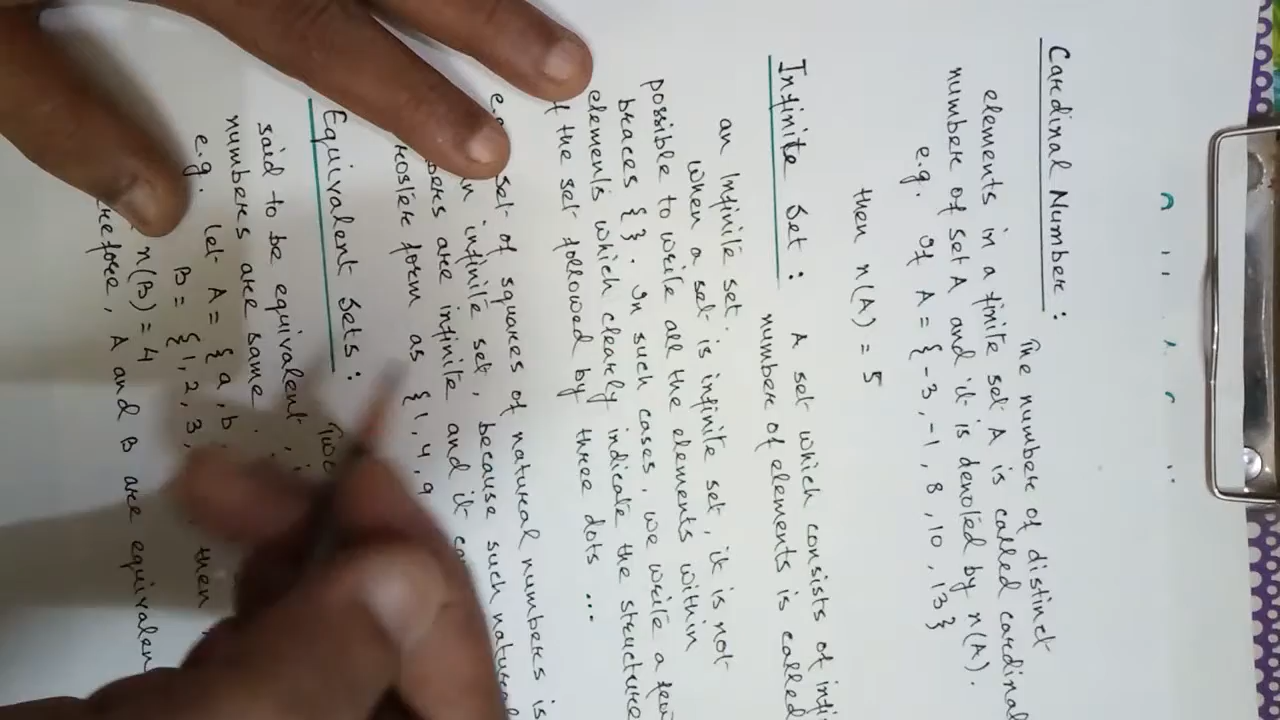 Cardinal Number:
The number of distinct
elements in a finite set A is called cardinal
number of set A and it is denoted by n(A).
e.g. If A = { -3, -1, 8, 10, 13 }
then n(A) = 5
Infinite Set: A set which consists of infi
number of elements is called
an Infinite set.
When a set is infinite set, it is not
possible to write all the elements within
braces { }. In such cases, we write a few
elements which clearly indicate the structure
of the set followed by three dots ...
set of squares of natural numbers is
infinite set, because such natural
are infinite and it
form as { 1, 4, 9
Equivalent Sets: Two
said to be equivalent,
numbers are same.
e.g. Let A = { a, b
B = { 1, 2, 3, then
n(B) = 4
A and B are equivalen